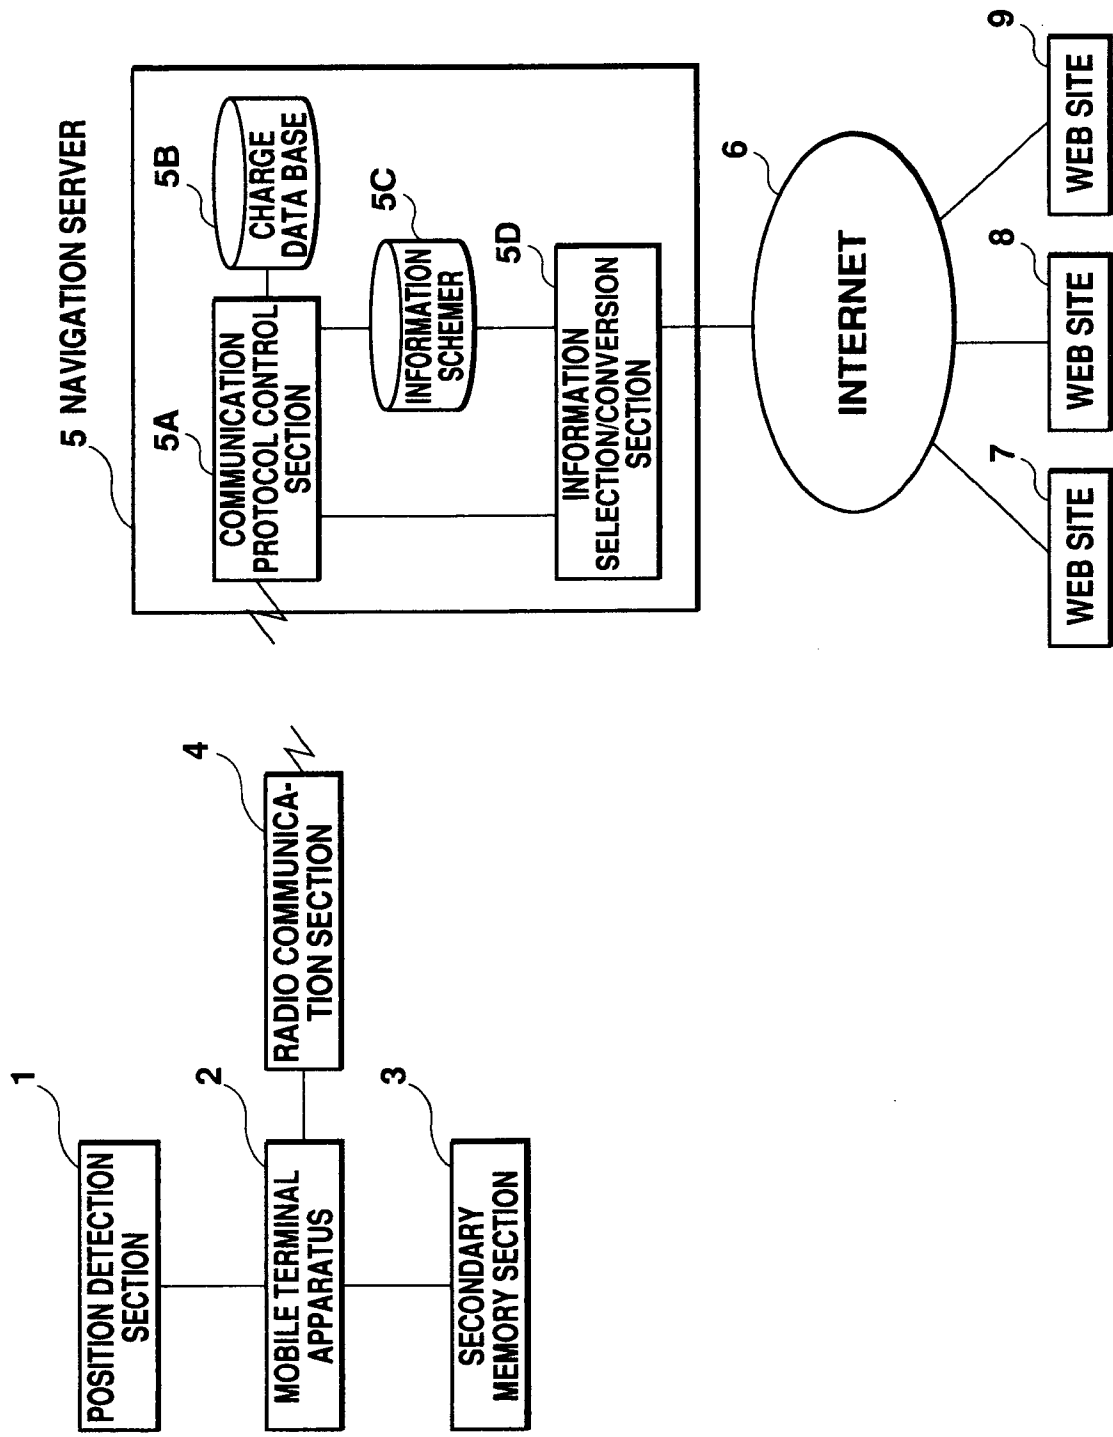 1
POSITION DETECTION
SECTION
2
MOBILE TERMINAL
APPARATUS
3
SECONDARY
MEMORY SECTION
4
RADIO COMMUNICA-
TION SECTION
5 NAVIGATION SERVER
5A
COMMUNICATION
PROTOCOL CONTROL
SECTION
5B
CHARGE
DATA BASE
5C
INFORMATION
SCHEMER
5D
INFORMATION
SELECTION/CONVERSION
SECTION
6
INTERNET
7
WEB SITE
8
WEB SITE
9
WEB SITE